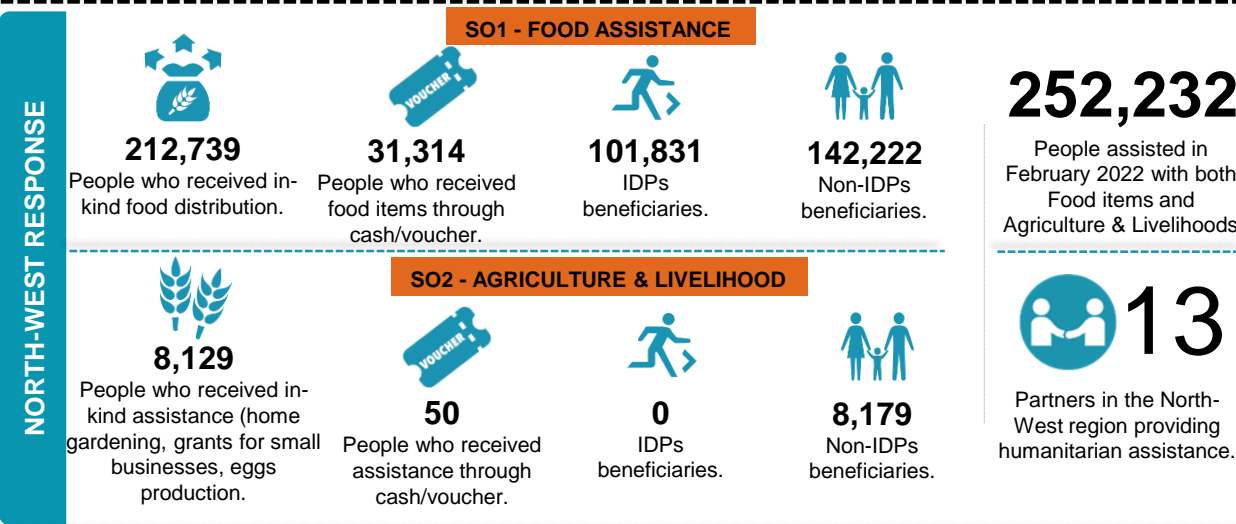 NORTH-WEST RESPONSE
SO1 - FOOD ASSISTANCE
212,739
People who received in-
kind food distribution.
VOUCHER
31,314
People who received
food items through
cash/voucher.
101,831
IDPs
beneficiaries.
142,222
Non-IDPs
beneficiaries.
252,232
People assisted in
February 2022 with both
Food items and
Agriculture & Livelihoods
SO2 - AGRICULTURE & LIVELIHOOD
8,129
People who received in-
kind assistance (home
gardening, grants for small
businesses, eggs
production.
VOUCHER
50
People who received
assistance through
cash/voucher.
0
IDPs
beneficiaries.
8,179
Non-IDPs
beneficiaries.
13
Partners in the North-
West region providing
humanitarian assistance.